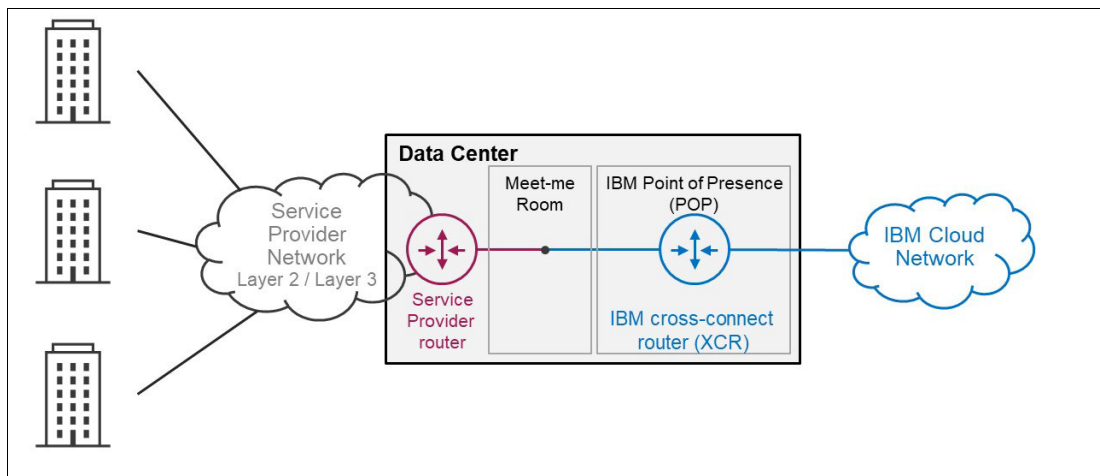 Data Center
Meet-me
Room
IBM Point of Presence
(POP)
Service
Provider
Network
Layer 2 / Layer 3
IBM Cloud
Network
Service
Provider
router
IBM cross-connect
router (XCR)